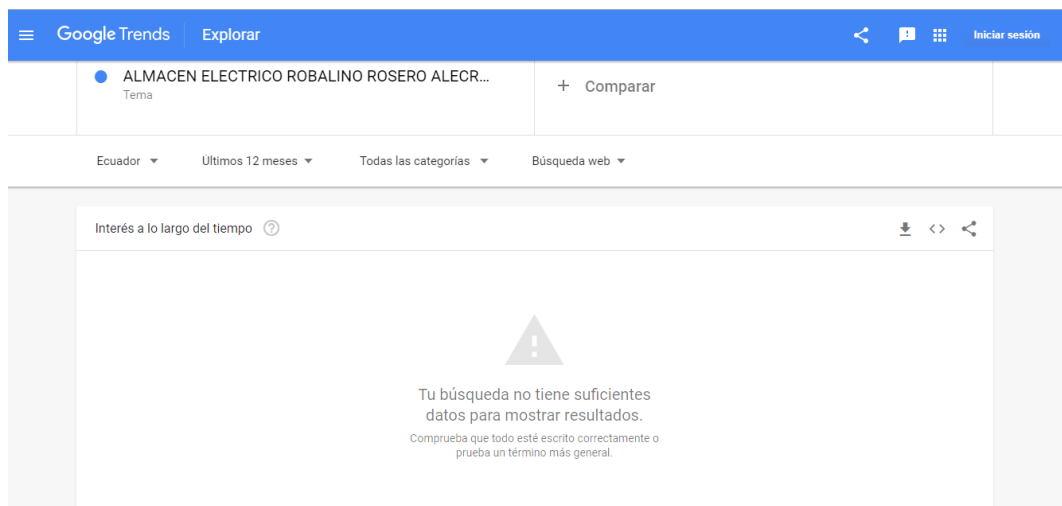 Google Trends Explorar Iniciar sesión
ALMACEN ELECTRICO ROBALINO ROSERO ALECR...
Tema
+ Comparar
Ecuador Últimos 12 meses Todas las categorías Búsqueda web
Interés a lo largo del tiempo ?
Tu búsqueda no tiene suficientes
datos para mostrar resultados.
Comprueba que todo esté escrito correctamente o
prueba un término más general.